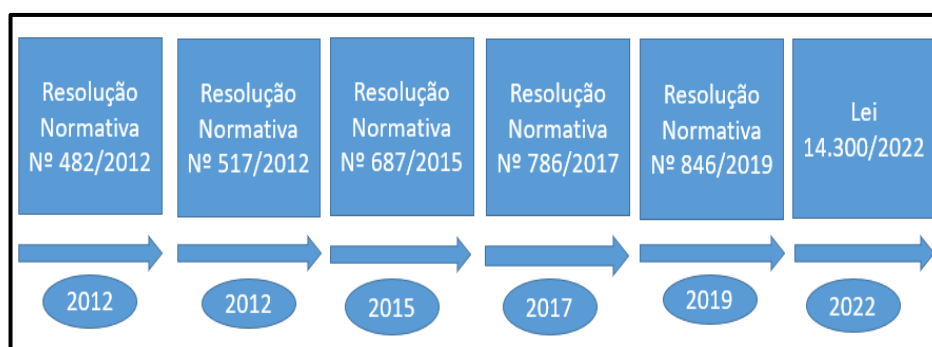 Resolução
Normativa
Nº 482/2012
Resolução
Normativa
Nº 517/2012
Resolução
Normativa
Nº 687/2015
Resolução
Normativa
Nº 786/2017
Resolução
Normativa
Nº 846/2019
Lei
14.300/2022
2012
2012
2015
2017
2019
2022